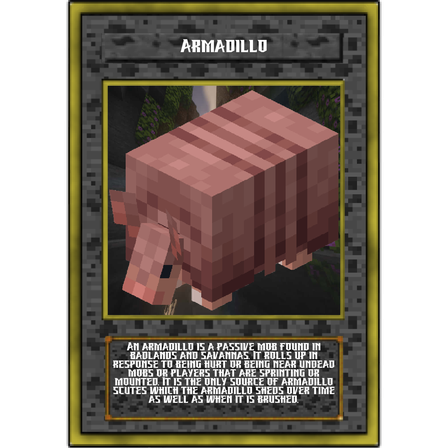 ARMADILLO
AN ARMADILLO IS A PASSIVE MOB FOUND IN
BADLANDS AND SAVANNAS. IT ROLLS UP IN
RESPONSE TO BEING HURT OR BEING NEAR UNDEAD
MOBS OR PLAYERS THAT ARE SPRINTING OR
MOUNTED. IT IS THE ONLY SOURCE OF ARMADILLO
SCUTES WHICH THE ARMADILLO SHEDS OVER TIME
AS WELL AS WHEN IT IS BRUSHED.